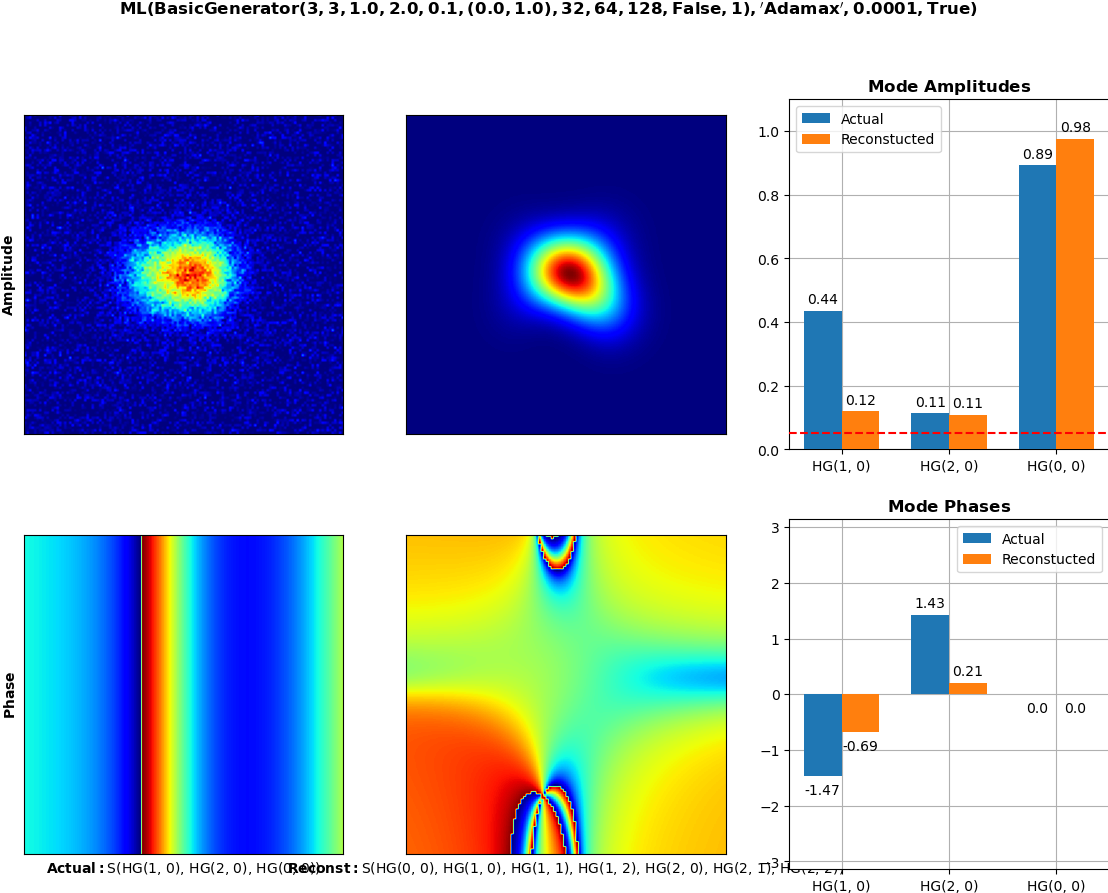 ML(BasicGenerator(3, 3, 1.0, 2.0, 0.1, (0.0, 1.0), 32, 64, 128, False, 1), ′Adamax′, 0.0001, True)
Mode Amplitudes
Actual
Reconstucted
1.0
0.8
0.6
0.4
0.2
0.0
0.44
0.12
0.11
0.11
0.89
0.98
HG(1, 0)
HG(2, 0)
HG(0, 0)
Amplitude
Mode Phases
Actual
Reconstucted
3
2
1
0
−1
−2
−3
-1.47
-0.69
1.43
0.21
0.0
0.0
HG(1, 0)
HG(2, 0)
HG(0, 0)
Phase
Actual: S(HG(1, 0), HG(2, 0), HG(0, 0))
Reconst: S(HG(0, 0), HG(1, 0), HG(1, 1), HG(1, 2), HG(2, 0), HG(2, 1), HG(2, 2))